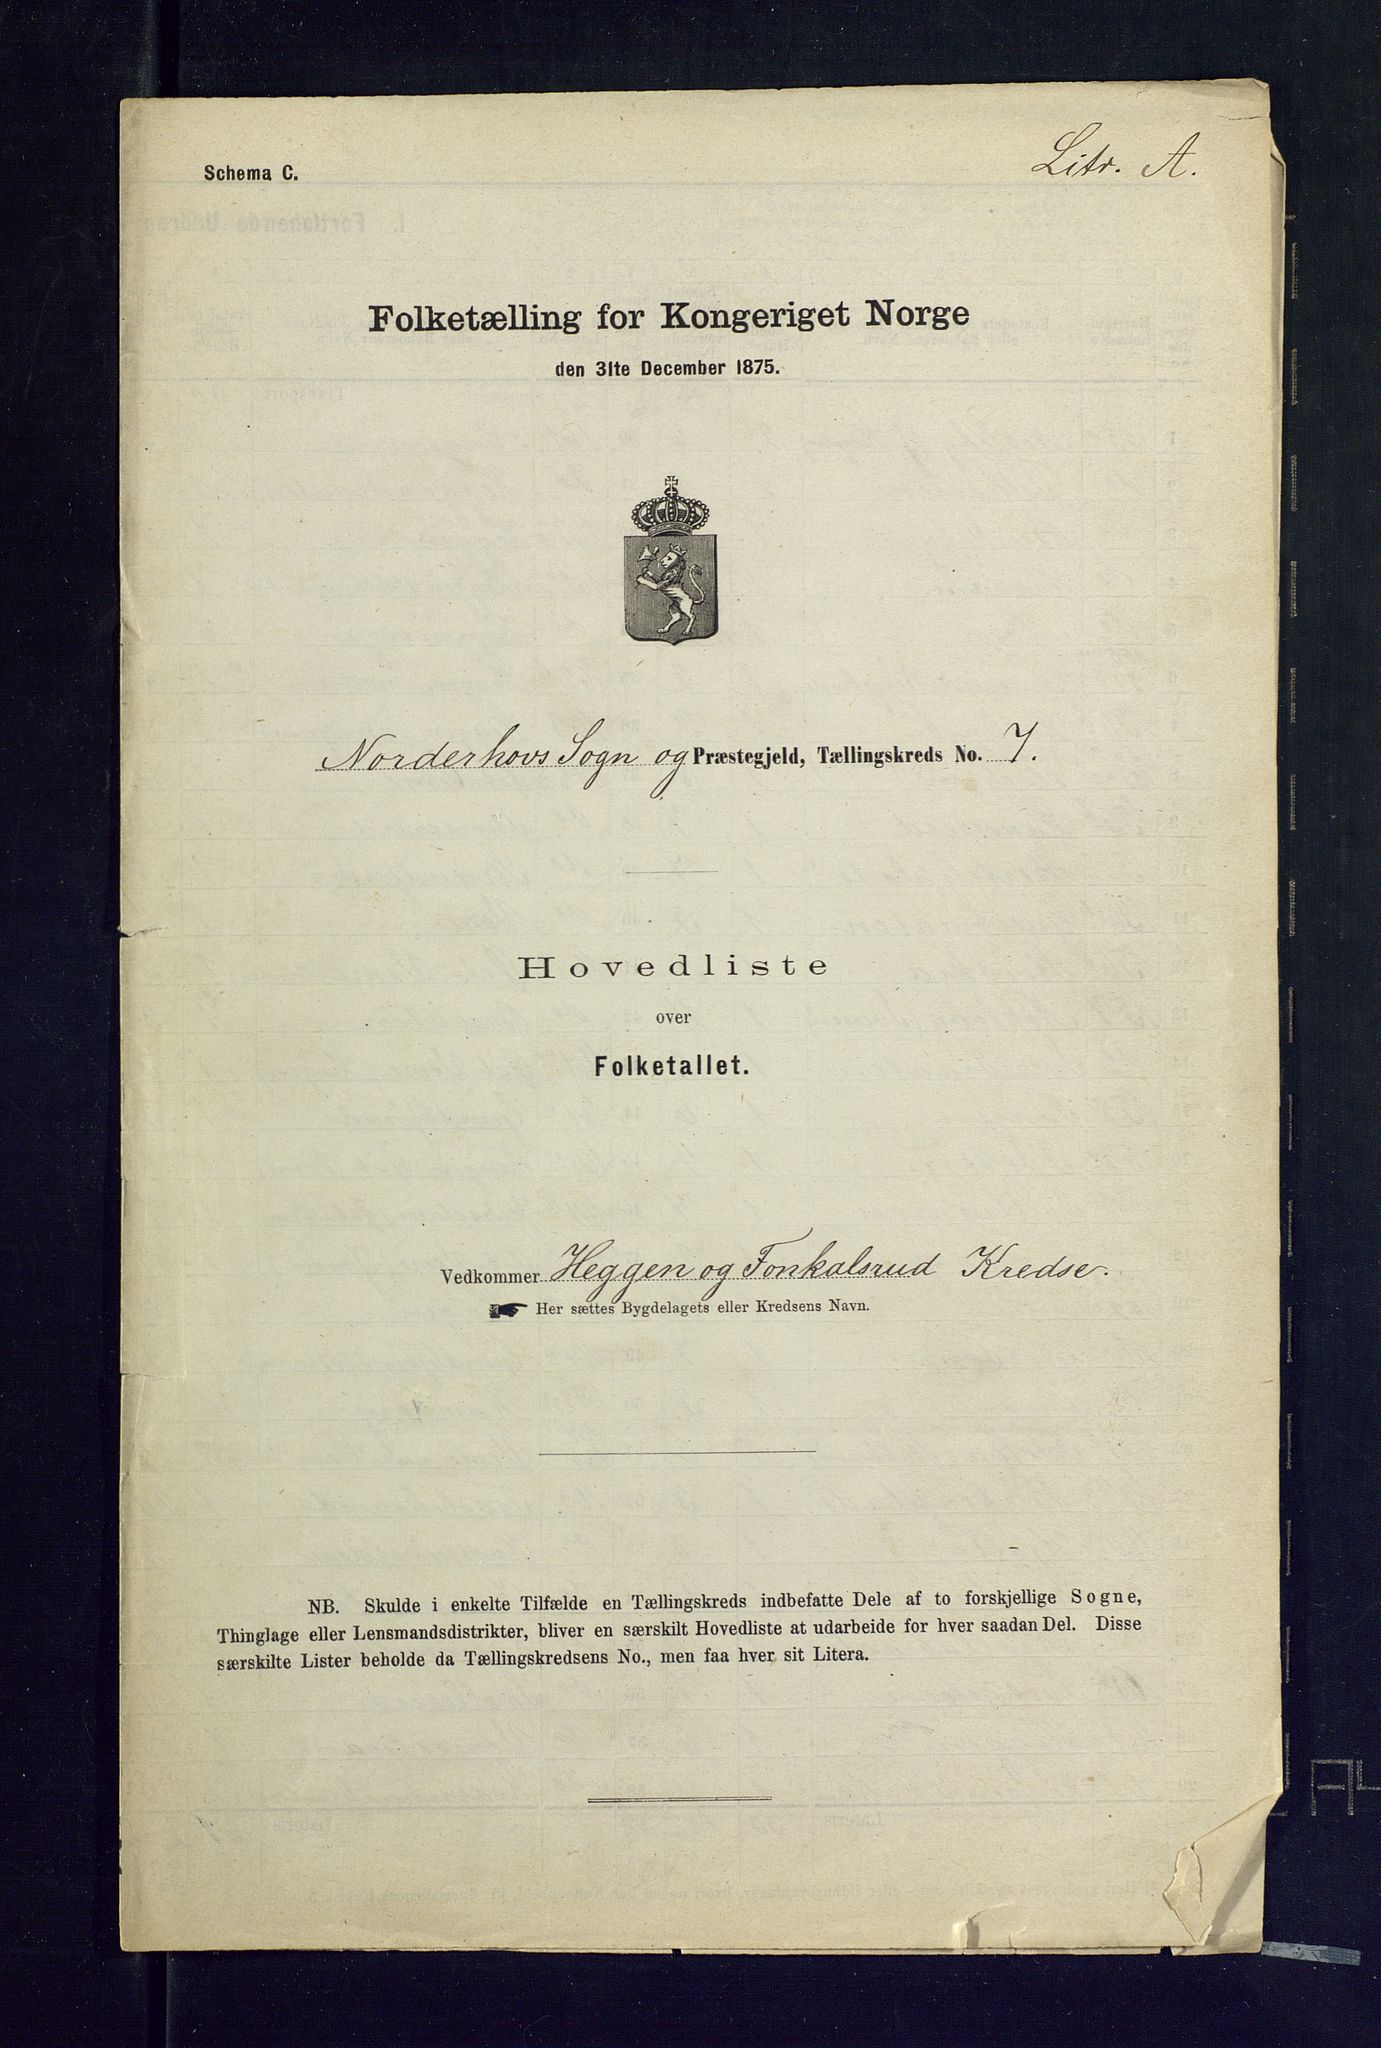 Litr. A.
Schema C.
Folketælling for Kongeriget Norge
den 31te December 1875.
Norderhovs Sogn og Præstegjeld, Tællingskreds No. 7.
Hovedliste
over
Folketallet.
Vedkommer Heggen og Fonkalsrud Kredse.
Her sættes Bygdelagets eller Kredsens Navn.
NB. Skulde i enkelte Tilfælde en Tællingskreds indbefatte Dele af to forskjellige Sogne,
Thinglage eller Lensmandsdistrikter, bliver en særskilt Hovedliste at udarbeide for hver saadan Del. Disse
særskilte Lister beholde da Tællingskredsens No., men faa hver sit Litera.